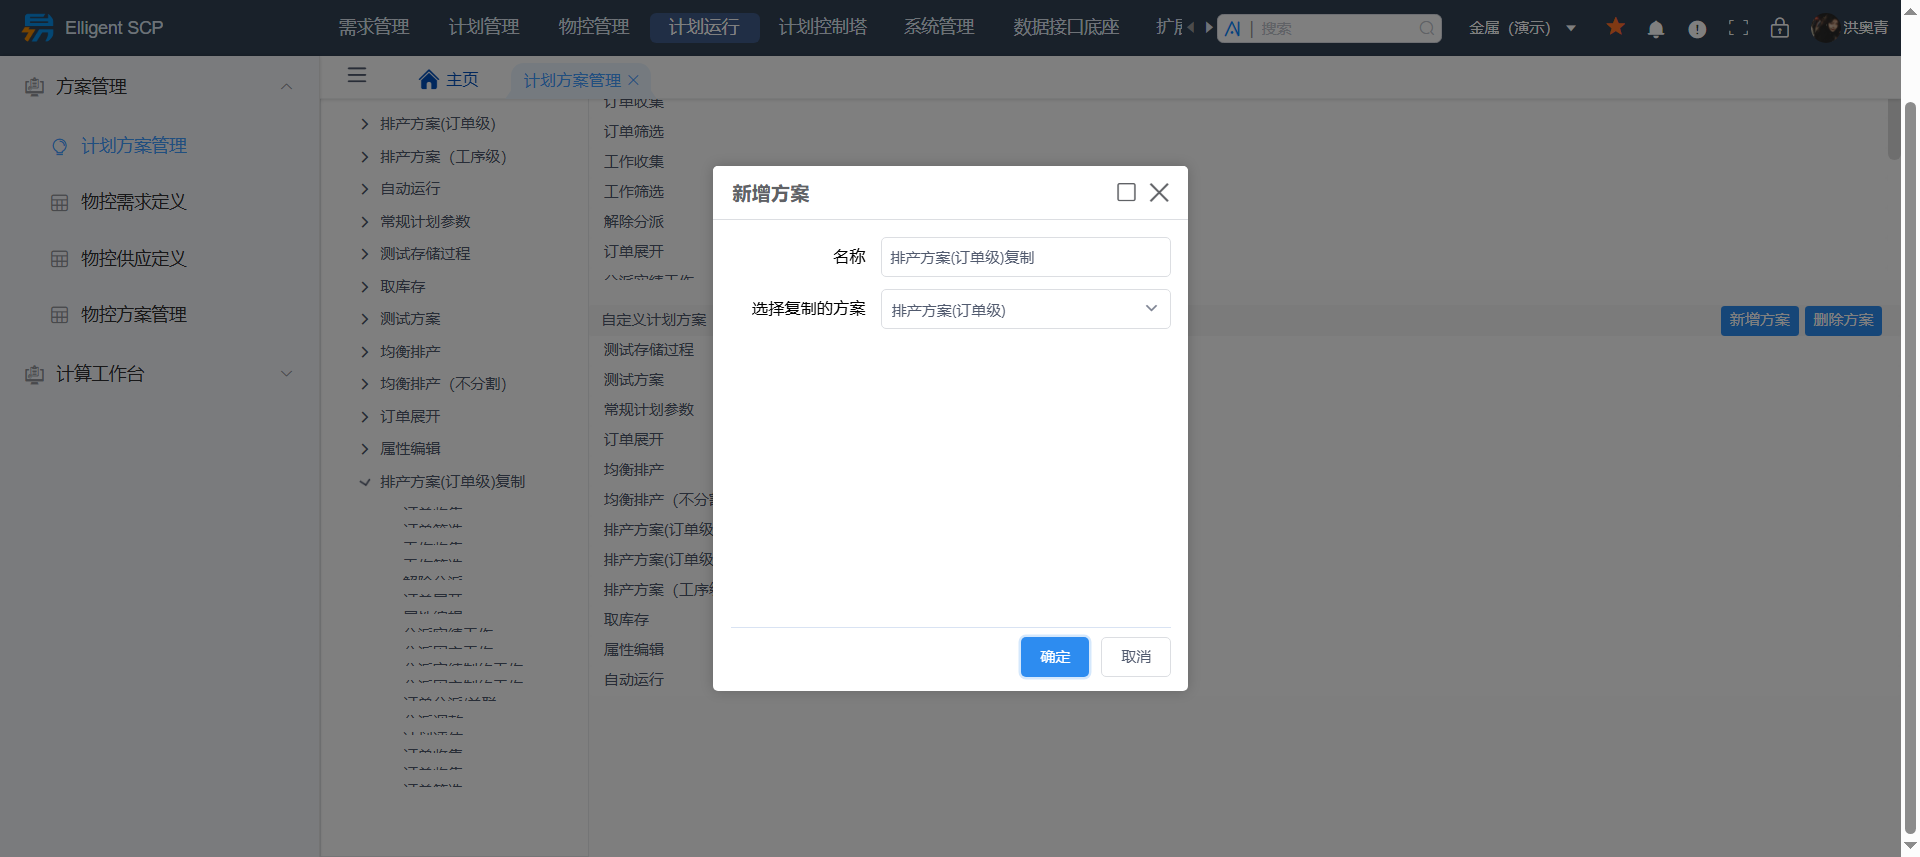 Elligent SCP
需求管理
计划管理
物控管理
计划运行
计划控制塔
系统管理
数据接口底座
AI | 搜索
金属（演示）
洪奥青
方案管理
计划方案管理
物控需求定义
物控供应定义
物控方案管理
计算工作台
主页
计划方案管理
排产方案(订单级)
排产方案（工序级）
自动运行
常规计划参数
测试存储过程
取库存
测试方案
均衡排产
均衡排产（不分割）
订单展开
属性编辑
排产方案(订单级)复制
订单收集
订单筛选
工作收集
工作筛选
解除分派
订单展开
自定义计划方案
新增方案
删除方案
测试存储过程
测试方案
常规计划参数
订单展开
均衡排产
均衡排产（不分
排产方案(订单级
排产方案(订单级
排产方案（工序
取库存
属性编辑
自动运行
新增方案
名称
排产方案(订单级)复制
选择复制的方案
排产方案(订单级)
确定
取消